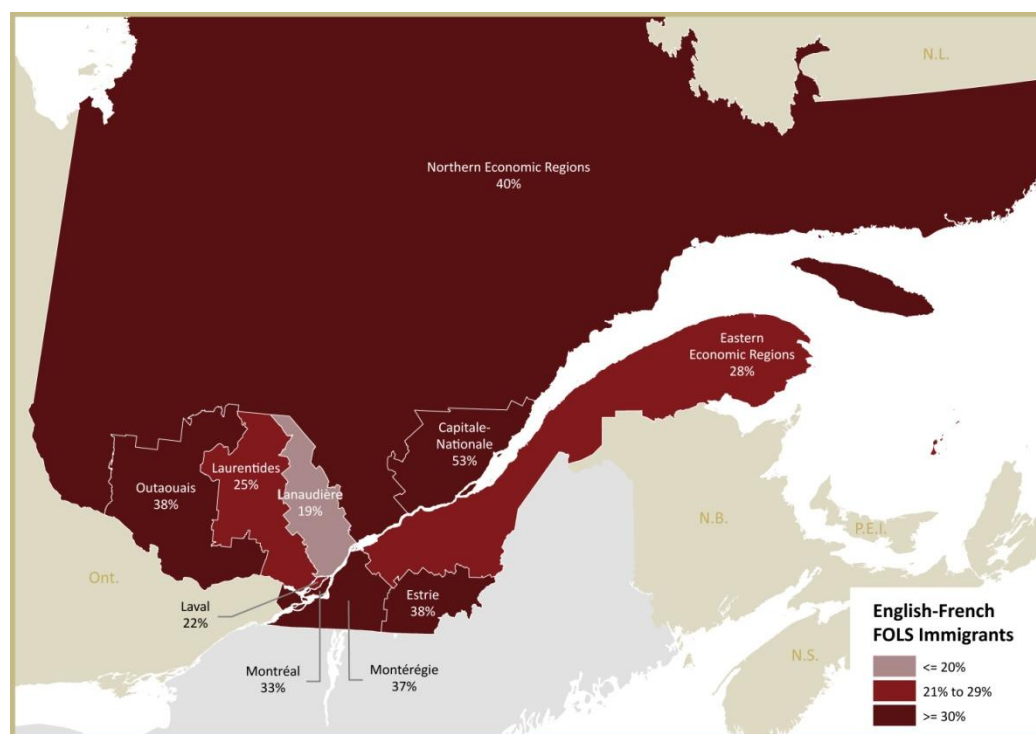 N.L.
Northern Economic Regions
40%
Eastern
Economic Regions
28%
Capitale-
Nationale
53%
Laurentides
25%
Lanaudière
19%
Outaouais
38%
N.B.
P.E.I.
Ont.
Estrie
38%
Laval
22%
Montréal
33%
Montérégie
37%
N.S.
English-French
FOLS Immigrants
<= 20%
21% to 29%
>= 30%